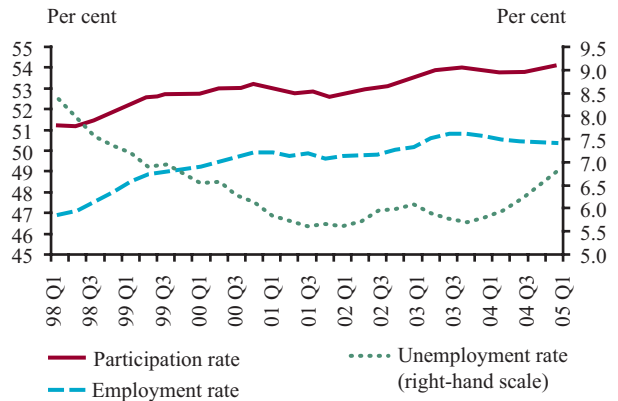 Per cent Per cent
55 9.5
54 9.0
53 8.5
52 8.0
51 7.5
50 7.0
49 6.5
48 6.0
47 5.5
46 5.0
45
98 Q1 98 Q3 99 Q1 99 Q3 00 Q1 00 Q3 01 Q1 01 Q3 02 Q1 02 Q3 03 Q1 03 Q3 04 Q1 04 Q3 05 Q1
Participation rate
Employment rate
Unemployment rate
(right-hand scale)